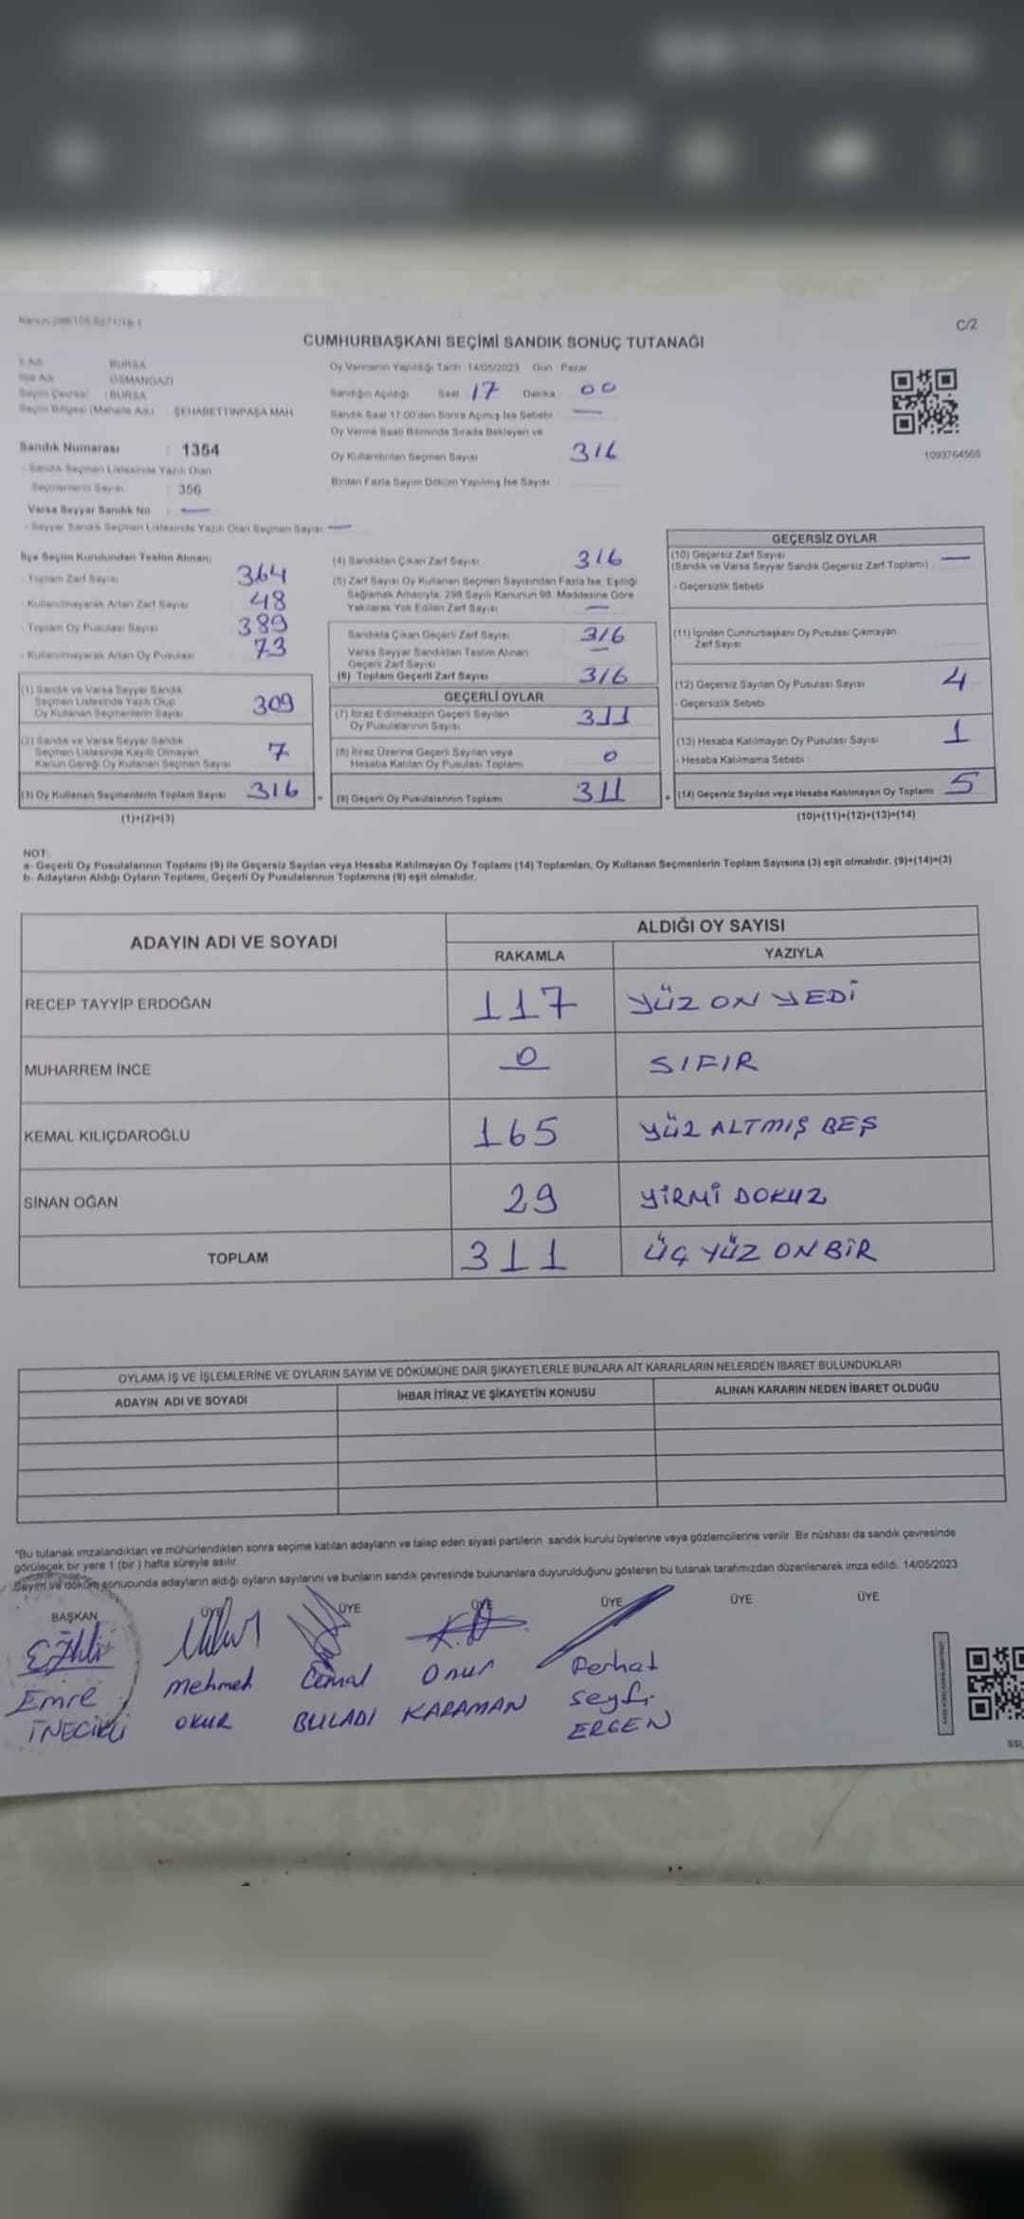 C/2
CUMHURBAŞKANI SEÇİMİ SANDIK SONUÇ TUTANAĞI
İl Adı BURSA
İlçe Adı OSMANGAZİ
Seçim Çevresi : BURSA
Seçim Bölgesi (Mahalle Adı) : ŞEHABETTİNPAŞA MAH.
Sandık Numarası : 1354
- Sandık Seçmen Listesinde Yazılı Olan
Seçmenlerin Sayısı : 356
Varsa Seyyar Sandık No : —
- Seyyar Sandık Seçmen Listesinde Yazılı Olan Seçmen Sayısı —
Oy Vermenin Yapıldığı Tarih 14/05/2023 Gün Pazar
Sandığın Açıldığı Saat 17 Dakika 00
Sandık Saat 17:00'den Sonra Açmış İse Sebebi —
Oy Verme Saati Bitiminde Sırada Bekleyen ve
Oy Kullandırılan Seçmen Sayısı 316
Birden Fazla Sayım Döküm Yapılmış İse Sayısı
1093764565
İlçe Seçim Kurulundan Teslim Alınan;
- Toplam Zarf Sayısı 364
- Kullanılmayarak Artan Zarf Sayısı 48
- Toplam Oy Pusulası Sayısı 389
- Kullanılmayarak Artan Oy Pusulası 73
(1) Sandık ve Varsa Seyyar Sandık
Seçmen Listesinde Yazılı Olup
Oy Kullanan Seçmenlerin Sayısı 309
(2) Sandık ve Varsa Seyyar Sandık
Seçmen Listesinde Kayıtlı Olmayan
Kanun Gereği Oy Kullanan Seçmen Sayısı 7
(3) Oy Kullanan Seçmenlerin Toplam Sayısı 316
(1)+(2)=(3)
(4) Sandıktan Çıkan Zarf Sayısı 316
(5) Zarf Sayısı Oy Kullanan Seçmen Sayısından Fazla İse, Eşitliği
Sağlamak Amacıyla; 298 Sayılı Kanunun 98. Maddesine Göre
Yakılarak Yok Edilen Zarf Sayısı —
Sandıkta Çıkan Geçerli Zarf Sayısı 316
Varsa Seyyar Sandıktan Teslim Alınan
Geçerli Zarf Sayısı —
(6) Toplam Geçerli Zarf Sayısı 316
GEÇERLİ OYLAR
(7) İtiraz Edilmeksizin Geçerli Sayılan
Oy Pusulalarının Sayısı 311
(8) İtiraz Üzerine Geçerli Sayılan veya
Hesaba Katılan Oy Pusulası Toplamı 0
(9) Geçerli Oy Pusulalarının Toplamı 311
GEÇERSİZ OYLAR
(10) Geçersiz Zarf Sayısı —
(Sandık ve Varsa Seyyar Sandık Geçersiz Zarf Toplamı)
- Geçersizlik Sebebi
(11) İçinden Cumhurbaşkanı Oy Pusulası Çıkmayan
Zarf Sayısı
(12) Geçersiz Sayılan Oy Pusulası Sayısı 4
- Geçersizlik Sebebi
(13) Hesaba Katılmayan Oy Pusulası Sayısı 1
- Hesaba Katılmama Sebebi
(14) Geçersiz Sayılan veya Hesaba Katılmayan Oy Toplamı 5
(10)+(11)+(12)+(13)=(14)
NOT:
a- Geçerli Oy Pusulalarının Toplamı (9) ile Geçersiz Sayılan veya Hesaba Katılmayan Oy Toplamı (14) Toplamları, Oy Kullanan Seçmenlerin Toplam Sayısına (3) eşit olmalıdır. (9)+(14)=(3)
b- Adayların Aldığı Oyların Toplamı, Geçerli Oy Pusulalarının Toplamına (9) eşit olmalıdır.
ADAYIN ADI VE SOYADI ALDIĞI OY SAYISI
RAKAMLA YAZIYLA
RECEP TAYYİP ERDOĞAN 117 YÜZ ON YEDİ
MUHARREM İNCE 0 SIFIR
KEMAL KILIÇDAROĞLU 165 YÜZ ALTMIŞ BEŞ
SİNAN OĞAN 29 YİRMİ DOKUZ
TOPLAM 311 ÜÇ YÜZ ON BİR
OYLAMA İŞ VE İŞLEMLERİNE VE OYLARIN SAYIM VE DÖKÜMÜNE DAİR ŞİKAYETLERLE BUNLARA AİT KARARLARIN NELERDEN İBARET BULUNDUKLARI
ADAYIN ADI VE SOYADI İHBAR İTİRAZ VE ŞİKAYETİN KONUSU ALINAN KARARIN NEDEN İBARET OLDUĞU
*Bu tutanak imzalandıktan ve mühürlendikten sonra seçime katılan adayların ve talep eden siyasi partilerin sandık kurulu üyelerine veya gözlemcilerine verilir. Bir nüshası da sandık çevresinde
görülecek bir yere 1 (bir) hafta süreyle asılır.
Sayım ve döküm sonucunda adayların aldığı oyların sayılarını ve bunların sandık çevresinde bulunanlara duyurulduğunu gösteren bu tutanak tarafımızdan düzenlenerek imza edildi. 14/05/2023
BAŞKAN ÜYE ÜYE ÜYE ÜYE ÜYE ÜYE
Emre Mehmet Cemal Onur Ferhat
İNECİKLİ OKUR BULADI KARAMAN Seyfi
ERGEN